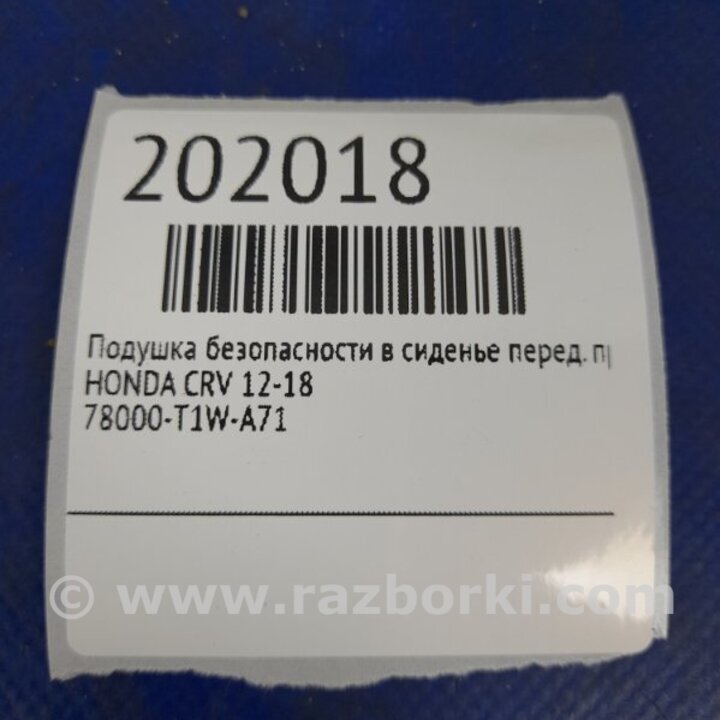 202018
Подушка безопасности в сиденье перед. п
HONDA CRV 12-18
78000-T1W-A71
© www.razborki.com